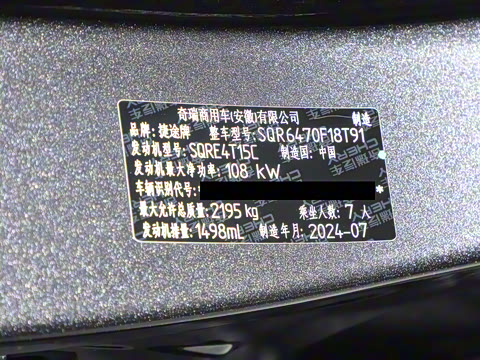 奇瑞商用车(安徽)有限公司 制造
品牌: 捷途牌 整车型号: SQR6470F18T91
发动机型号: SQRE4T15C 制造国: 中国
发动机最大净功率: 108 kW
车辆识别代号: *
最大允许总质量: 2195 kg 乘坐人数: 7 人
发动机排量: 1498mL 制造年月: 2024-07